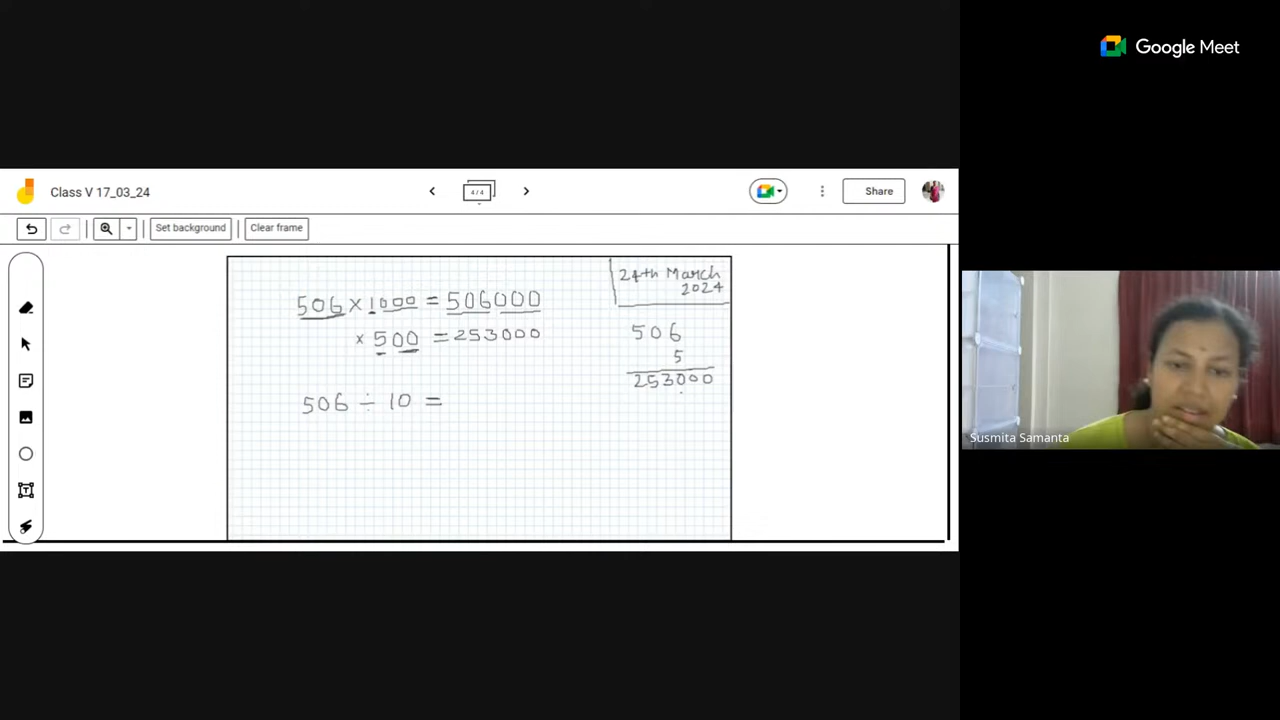 Google Meet
Class V 17_03_24
4/4
Share
Set background
Clear frame
24th March
2024
506 × 1000 = 506000
× 500 = 253000
506 ÷ 10 =
506
5
253000
Susmita Samanta